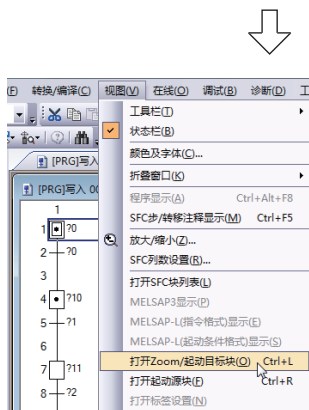 (F) 转换/编译(C) 视图(V) 在线(O) 调试(B) 诊断(D) 工
工具栏(T)
状态栏(B)
颜色及字体(C)...
折叠窗口(K)
程序显示(A) Ctrl+Alt+F8
SFC步/转移注释显示(M) Ctrl+F5
放大/缩小(Z)...
SFC列数设置(R)...
打开SFC块列表(L)
MELSAP3显示(P)
MELSAP-L(指令格式)显示(E)
MELSAP-L(起动条件格式)显示(S)
打开Zoom/起动目标块(O) Ctrl+L
打开起动源块(F) Ctrl+R
打开标签设置(N)
[PRG]写入
[PRG]写入 00
1
1 ?0
2 ?0
3
4 ?10
5 ?1
6
7 ?11
8 ?2